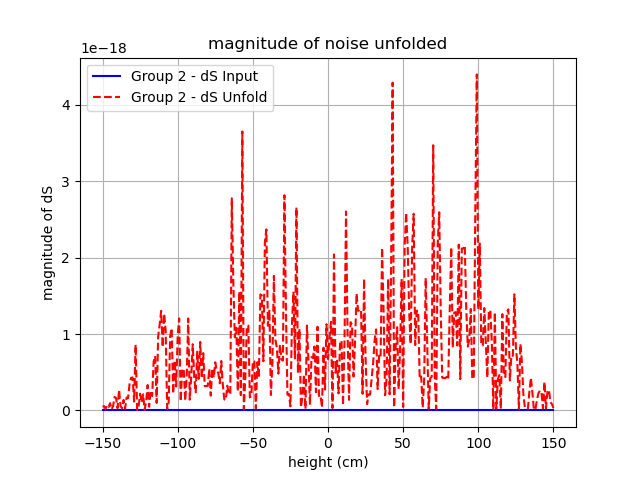 magnitude of noise unfolded
1e−18
Group 2 - dS Input
Group 2 - dS Unfold
magnitude of dS
4
3
2
1
0
−150
−100
−50
0
50
100
150
height (cm)